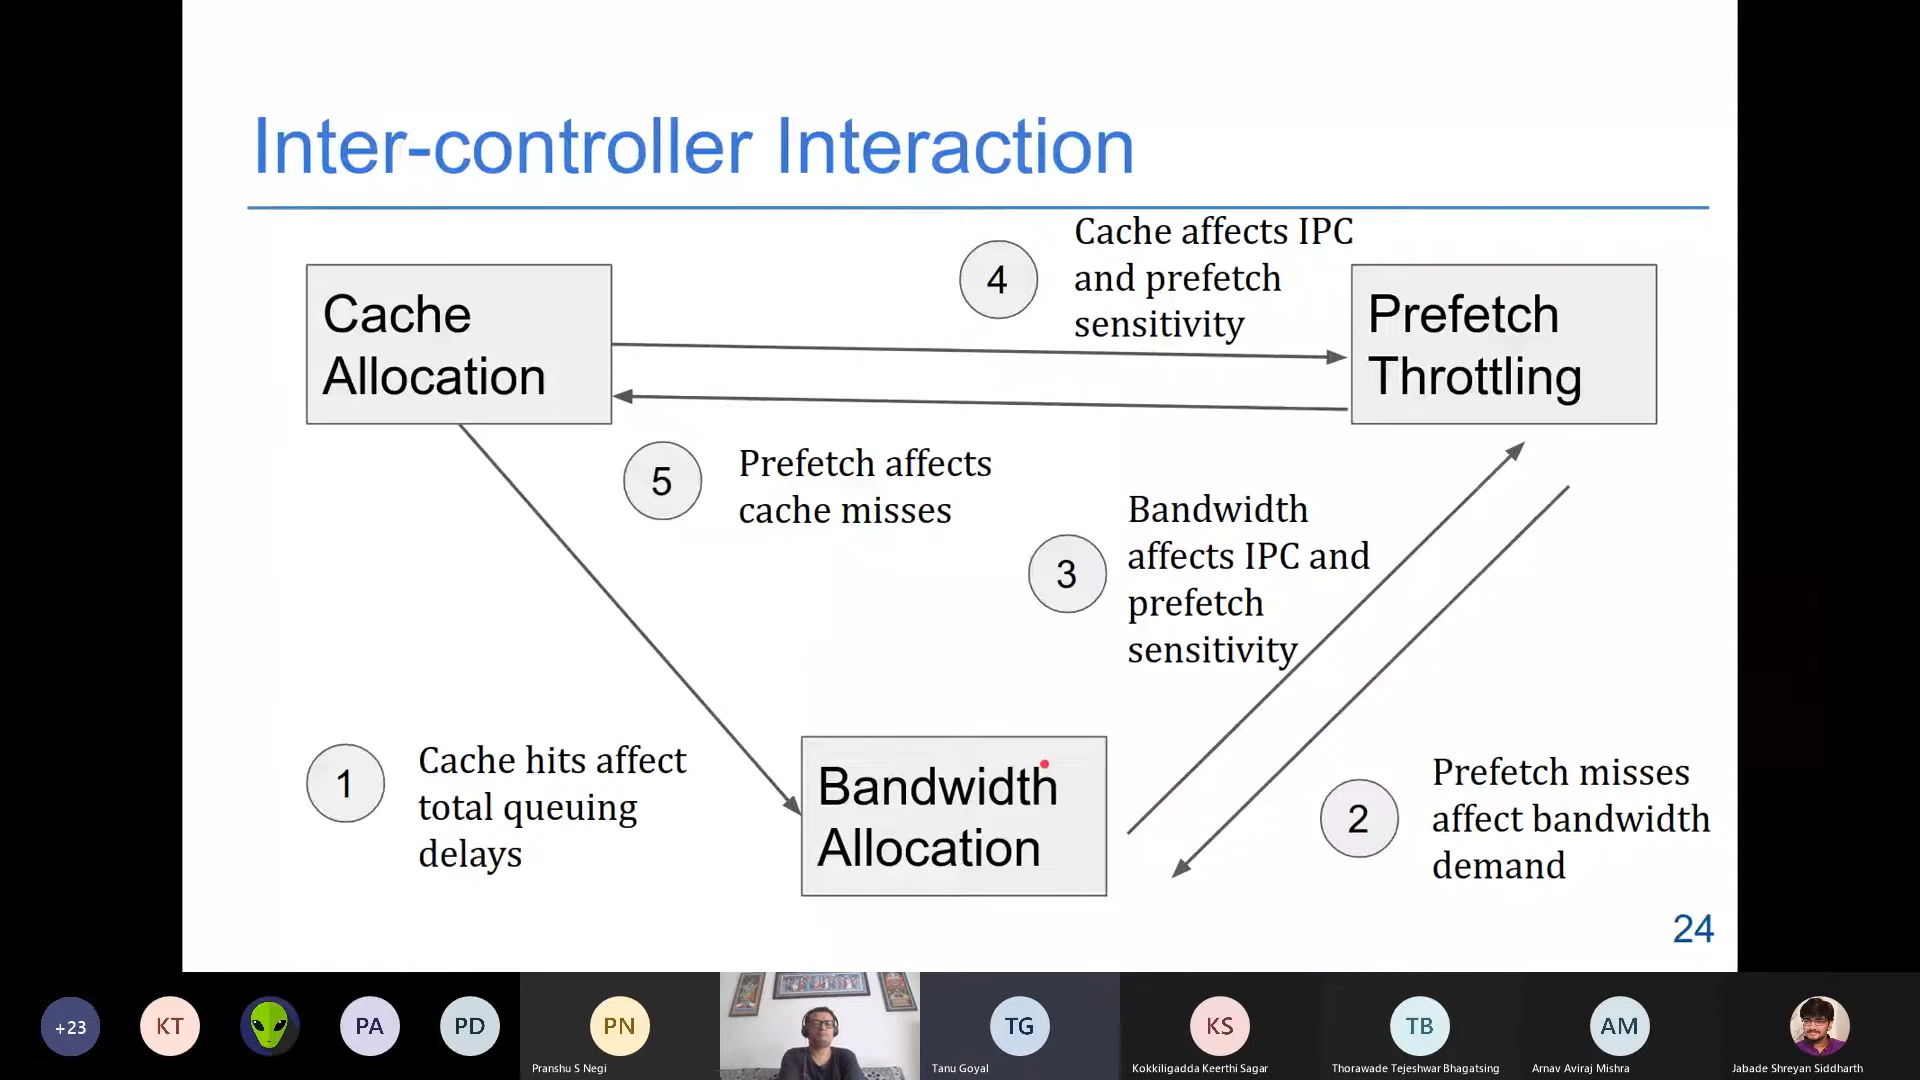 Inter-controller Interaction
Cache
Allocation
4
Cache affects IPC
and prefetch
sensitivity
Prefetch
Throttling
5
Prefetch affects
cache misses
3
Bandwidth
affects IPC and
prefetch
sensitivity
1
Cache hits affect
total queuing
delays
Bandwidth
Allocation
2
Prefetch misses
affect bandwidth
demand
24
+23
KT
PA
PD
PN
Pranshu S Negi
TG
Tanu Goyal
KS
Kokkiligadda Keerthi Sagar
TB
Thorawade Tejeshwar Bhagatsing
AM
Arnav Aviraj Mishra
Jabade Shreyan Siddharth